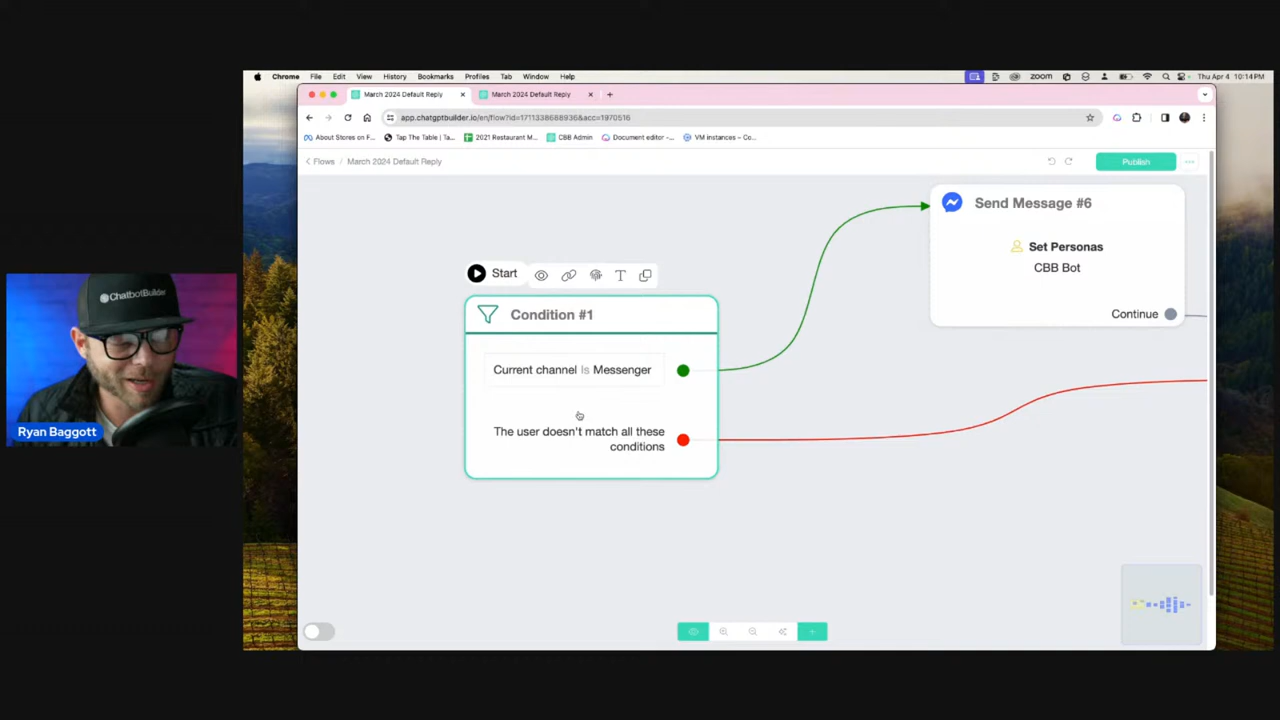 Chrome File Edit View History Bookmarks Profiles Tab Window Help
zoom
Thu Apr 4 10:14PM
March 2024 Default Reply
March 2024 Default Reply
app.chatgptbuilder.io/en/flow?id=1711338688936&acc=1970516
About Stores on F...
Tap The Table | Ta...
2021 Restaurant M...
CBB Admin
Document editor -...
VM instances – Co...
Flows / March 2024 Default Reply
Publish
Send Message #6
Set Personas
CBB Bot
Continue
Start
Condition #1
Current channel Is Messenger
The user doesn't match all these
conditions
ChatbotBuilder
Ryan Baggott